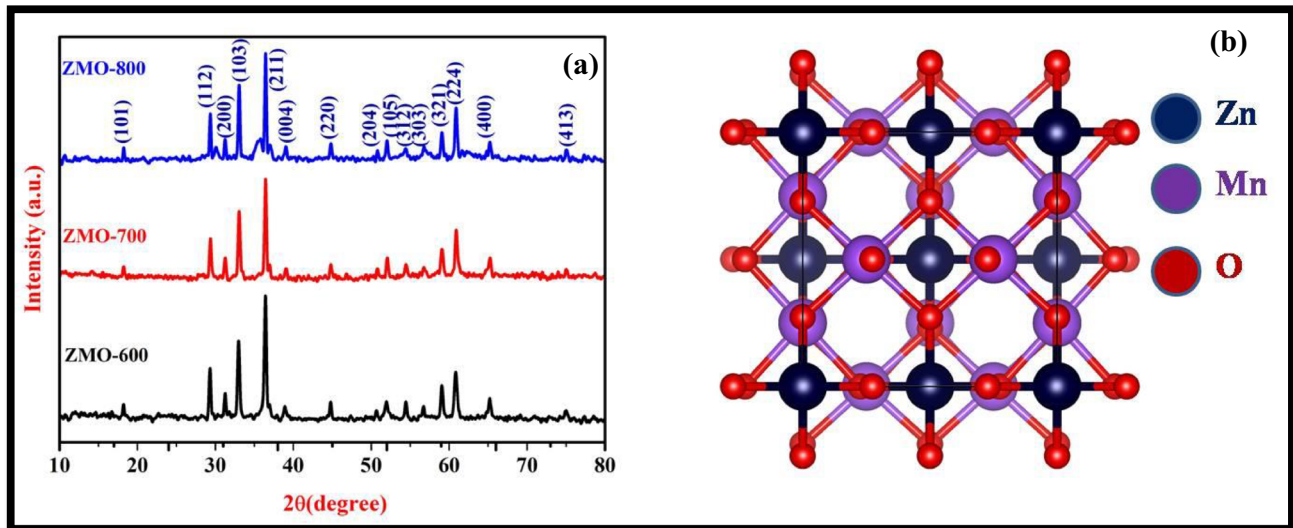 (a)
(b)
ZMO-800
(101)
(112)
(200)
(103)
(211)
(004)
(220)
(204)
(105)
(312)
(303)
(321)
(224)
(400)
(413)
ZMO-700
ZMO-600
Intensity (a.u.)
10 20 30 40 50 60 70 80
2θ(degree)
Zn
Mn
O